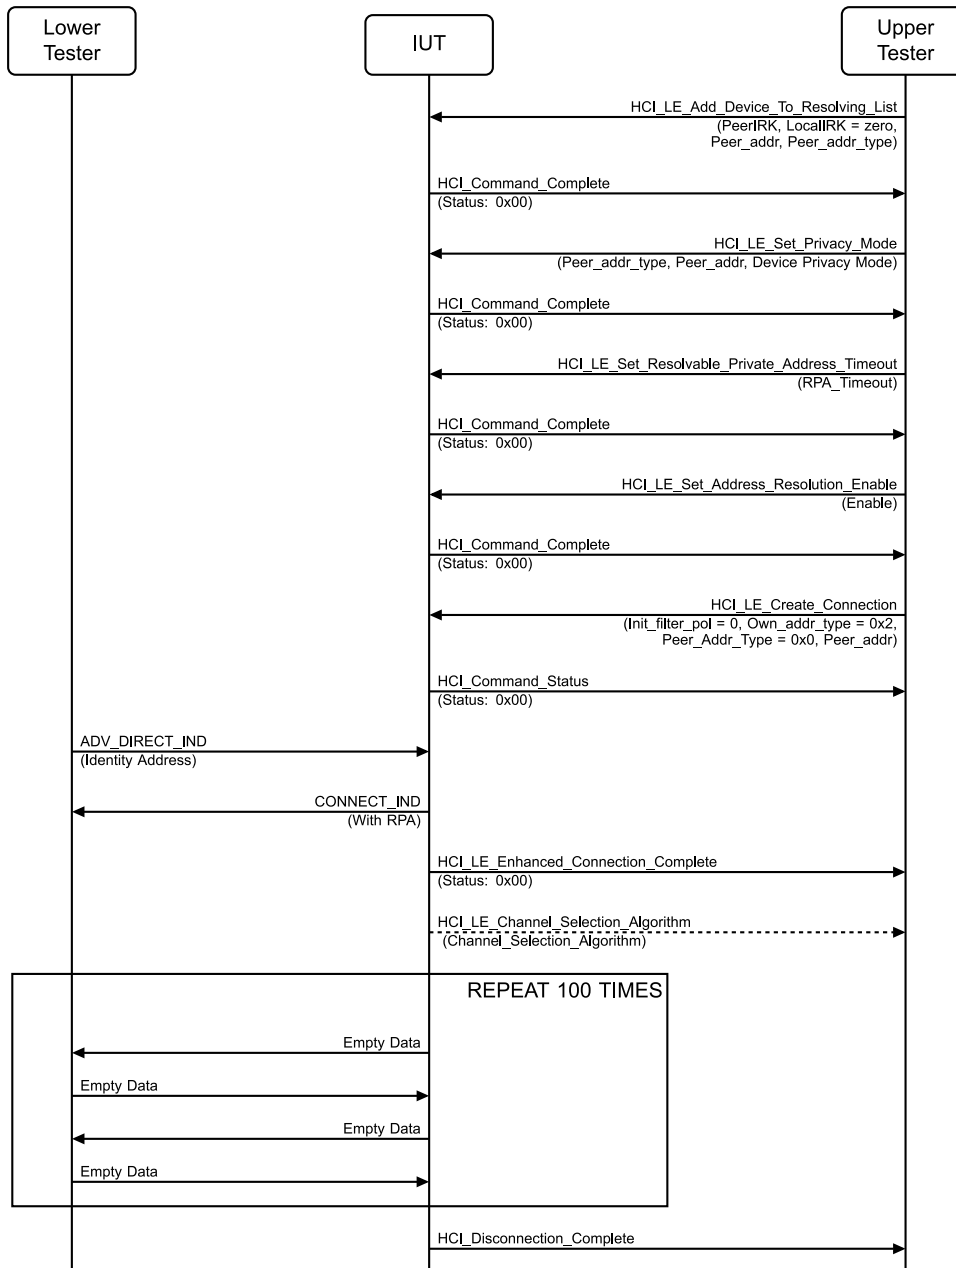 Lower
Tester
IUT
Upper
Tester
HCI_LE_Add_Device_To_Resolving_List
(PeerIRK, LocalIRK = zero,
Peer_addr, Peer_addr_type)
HCI_Command_Complete
(Status: 0x00)
HCI_LE_Set_Privacy_Mode
(Peer_addr_type, Peer_addr, Device Privacy Mode)
HCI_Command_Complete
(Status: 0x00)
HCI_LE_Set_Resolvable_Private_Address_Timeout
(RPA_Timeout)
HCI_Command_Complete
(Status: 0x00)
HCI_LE_Set_Address_Resolution_Enable
(Enable)
HCI_Command_Complete
(Status: 0x00)
HCI_LE_Create_Connection
(Init_filter_pol = 0, Own_addr_type = 0x2,
Peer_Addr_Type = 0x0, Peer_addr)
HCI_Command_Status
(Status: 0x00)
ADV_DIRECT_IND
(Identity Address)
CONNECT_IND
(With RPA)
HCI_LE_Enhanced_Connection_Complete
(Status: 0x00)
HCI_LE_Channel_Selection_Algorithm
(Channel_Selection_Algorithm)
REPEAT 100 TIMES
Empty Data
Empty Data
Empty Data
Empty Data
HCI_Disconnection_Complete